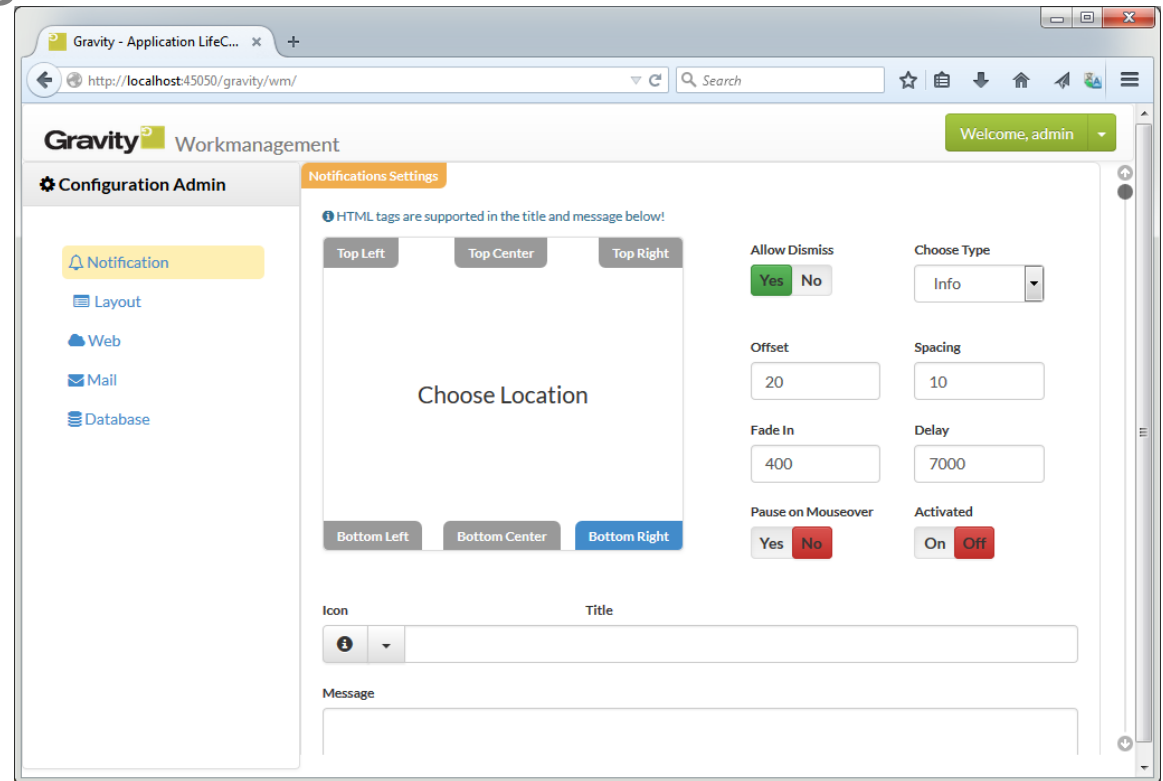 Gravity - Application LifeC...
http://localhost:45050/gravity/wm/
Search
Gravity Workmanagement
Welcome, admin
Configuration Admin
Notification
Layout
Web
Mail
Database
Notifications Settings
HTML tags are supported in the title and message below!
Top Left Top Center Top Right
Choose Location
Bottom Left Bottom Center Bottom Right
Allow Dismiss Choose Type
Yes No Info
Offset Spacing
20 10
Fade In Delay
400 7000
Pause on Mouseover Activated
Yes No On Off
Icon Title
Message